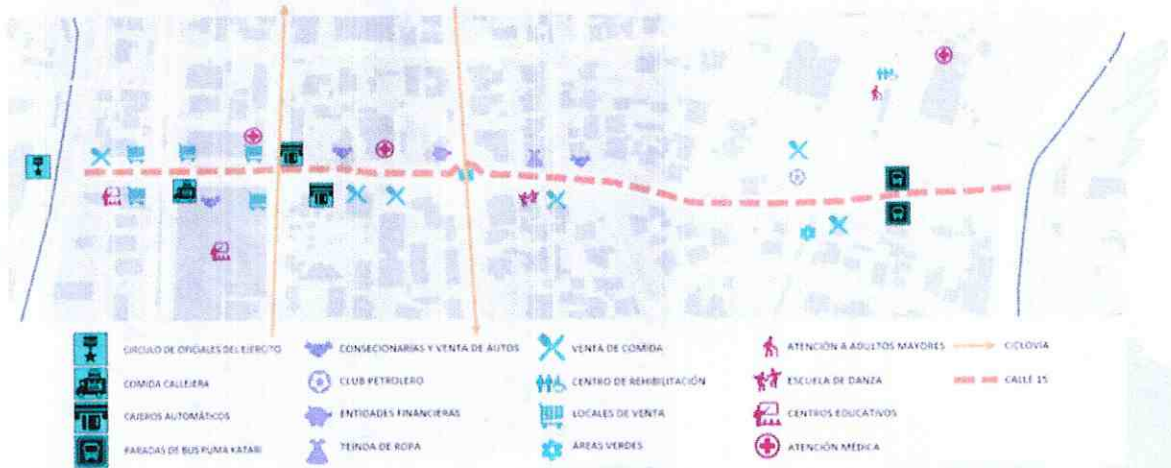 CIRCULO DE OFICIALES DEL EJERCITO
COMIDA CALLEJERA
CAJEROS AUTOMÁTICOS
PARADAS DE BUS PUMA KATARI
CONSECIONARIAS Y VENTA DE AUTOS
CLUB PETROLERO
ENTIDADES FINANCIERAS
TEINDA DE ROPA
VENTA DE COMIDA
CENTRO DE REHIBILITACIÓN
LOCALES DE VENTA
ÁREAS VERDES
ATENCIÓN A ADULTOS MAYORES
ESCUELA DE DANZA
CENTROS EDUCATIVOS
ATENCIÓN MÉDICA
CICLOVIA
CALLE 15